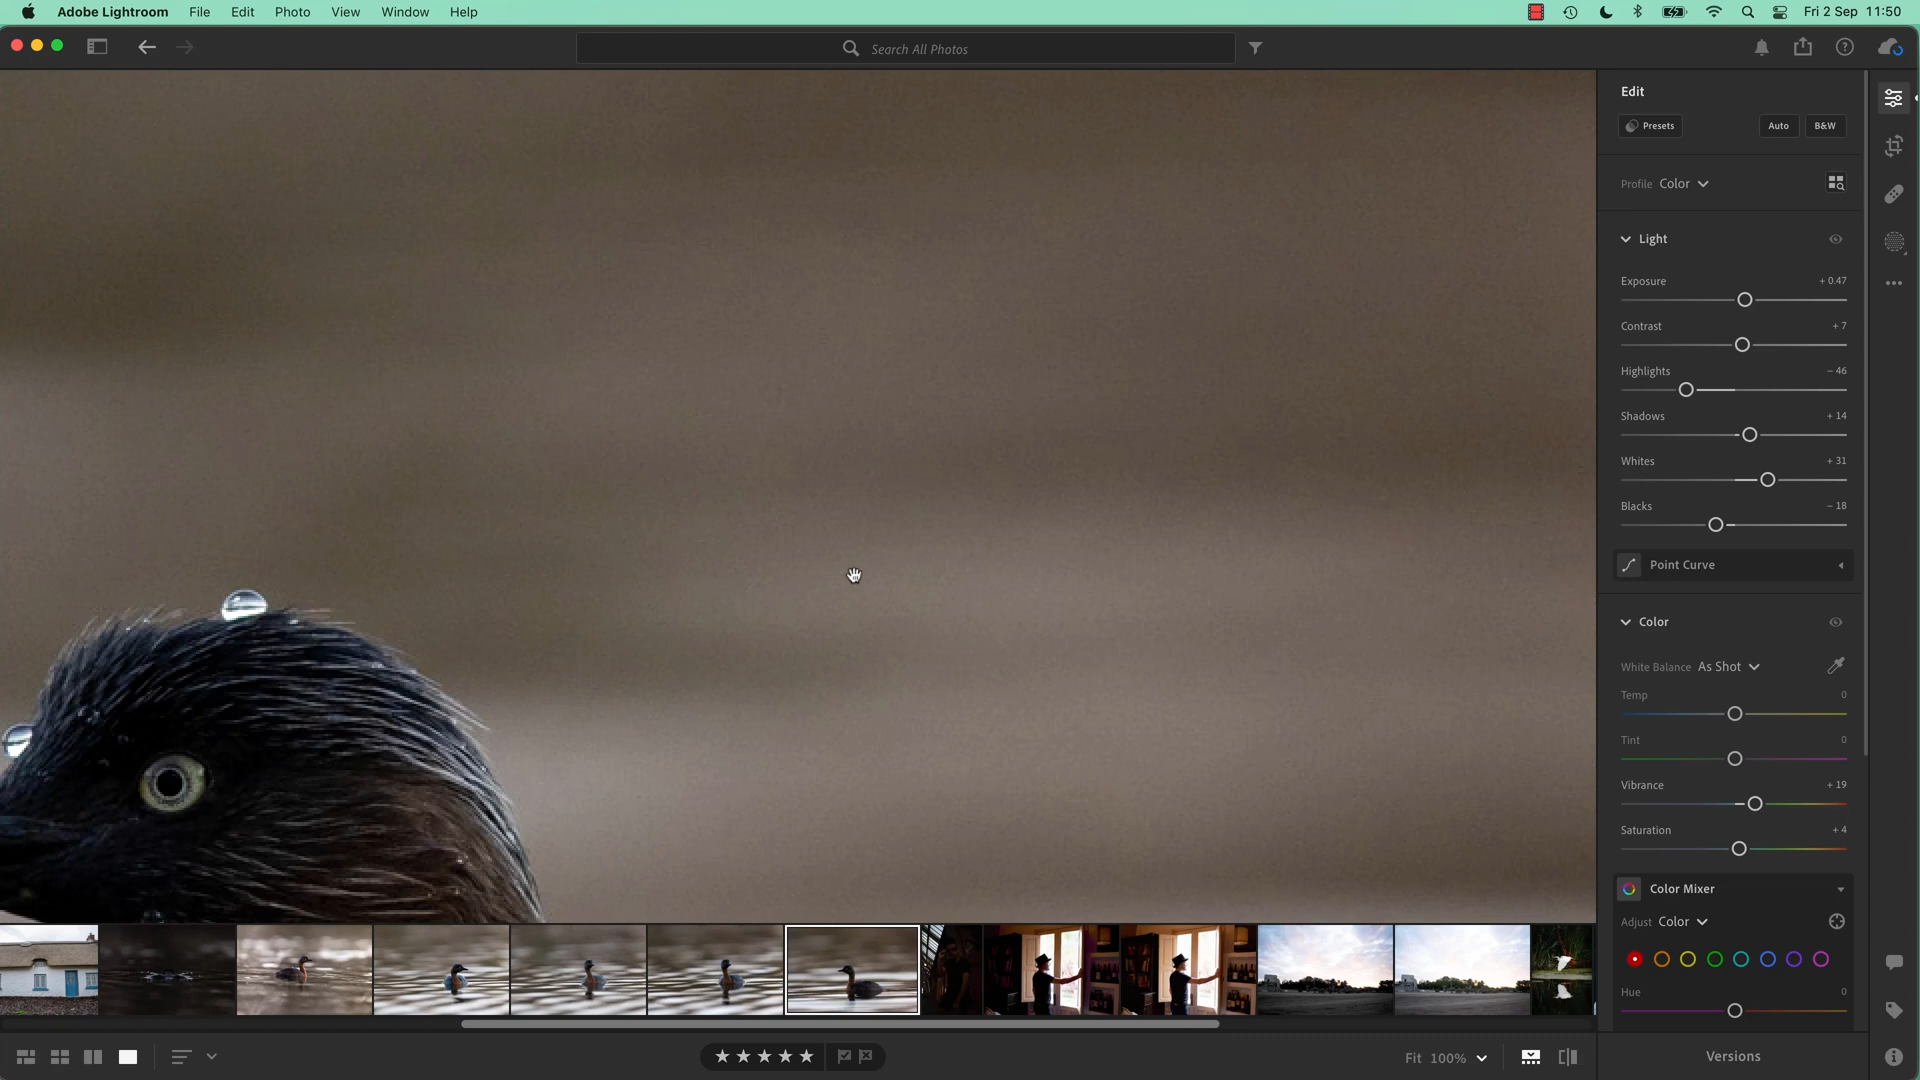 Adobe Lightroom File Edit Photo View Window Help Fri 2 Sep 11:50
Search All Photos
Edit
Presets Auto B&W
Profile Color
Light
Exposure + 0.47
Contrast + 7
Highlights – 46
Shadows + 14
Whites + 31
Blacks – 18
Point Curve
Color
White Balance As Shot
Temp 0
Tint 0
Vibrance + 19
Saturation + 4
Color Mixer
Adjust Color
Hue 0
Fit 100%
Versions